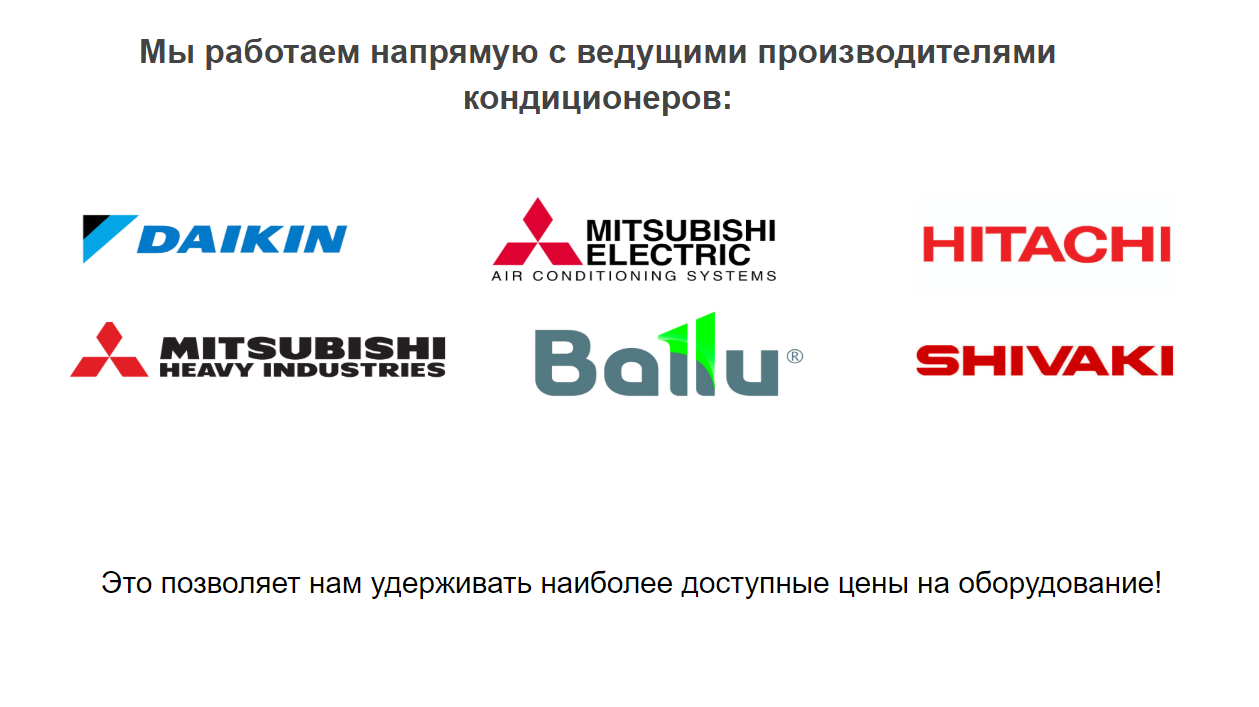 Мы работаем напрямую с ведущими производителями
кондиционеров:
DAIKIN
MITSUBISHI
ELECTRIC
AIR CONDITIONING SYSTEMS
HITACHI
MITSUBISHI
HEAVY INDUSTRIES
Ballu®
SHIVAKI
Это позволяет нам удерживать наиболее доступные цены на оборудование!